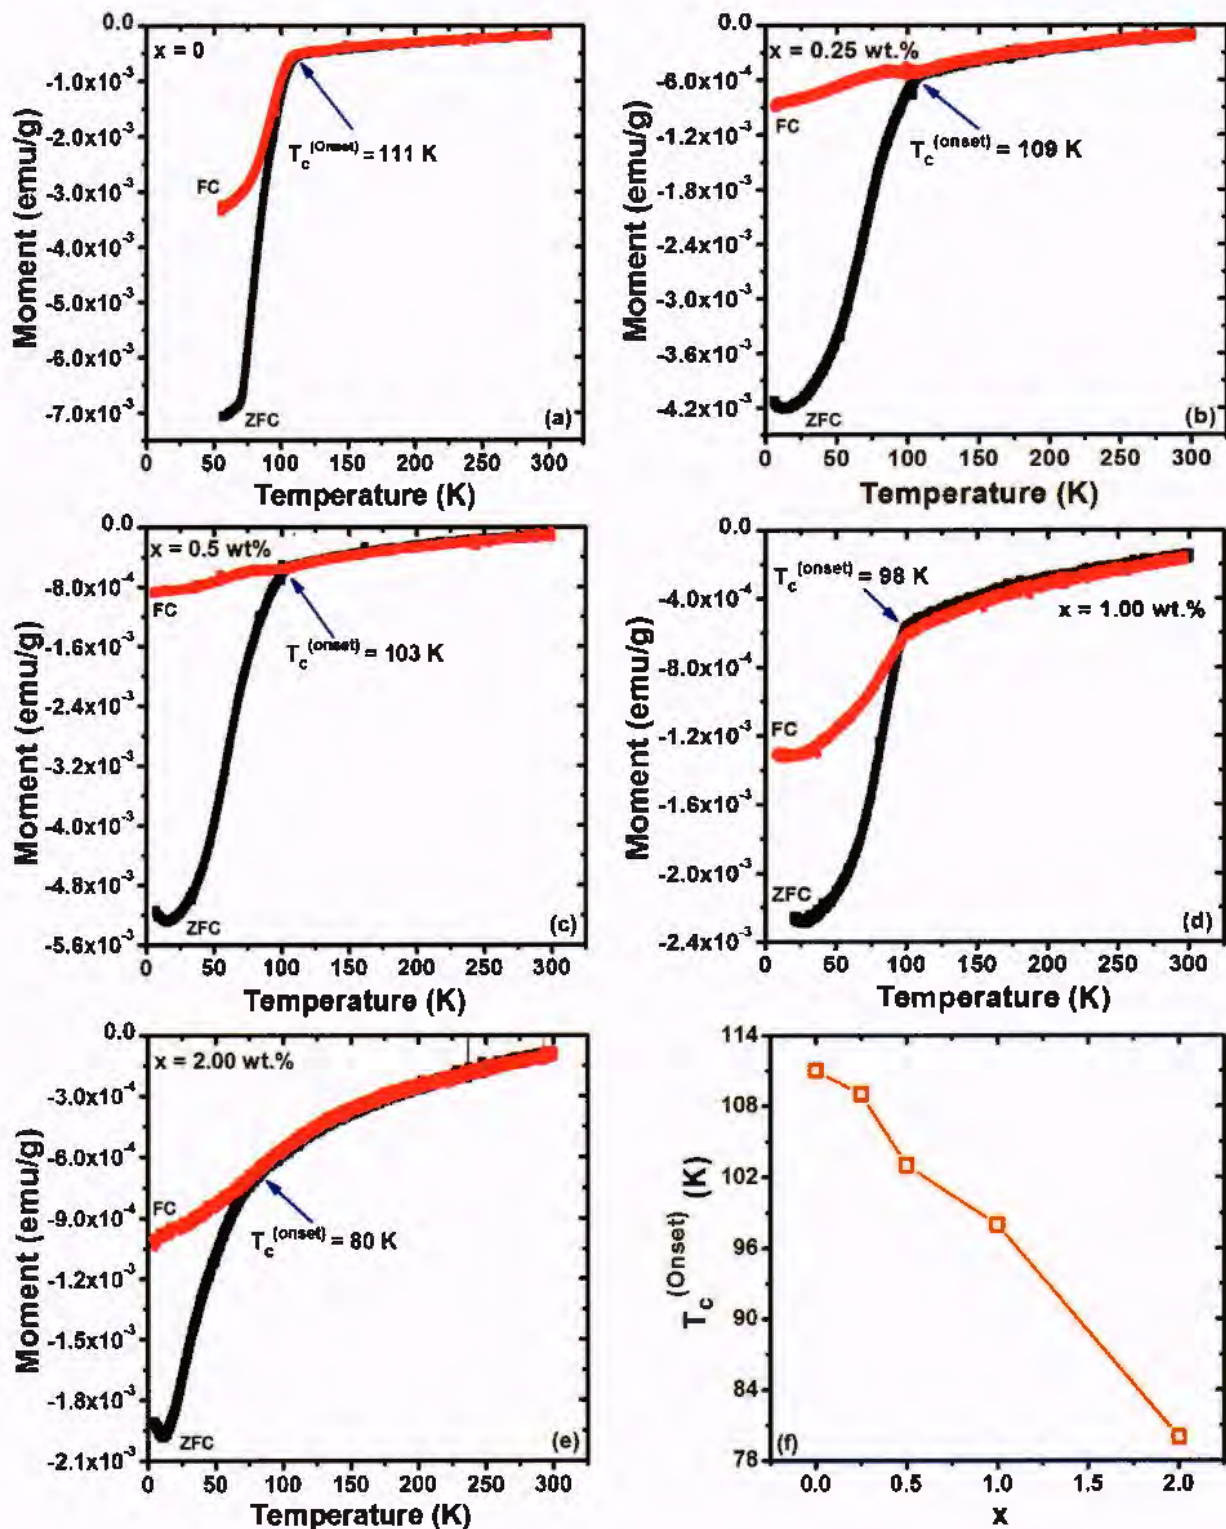 0.0
-1.0x10⁻³
-2.0x10⁻³
-3.0x10⁻³
-4.0x10⁻³
-5.0x10⁻³
-6.0x10⁻³
-7.0x10⁻³
Moment (emu/g)
x = 0
T_c^(Onset) = 111 K
FC
ZFC
(a)
0 50 100 150 200 250 300
Temperature (K)
0.0
-6.0x10⁻⁴
-1.2x10⁻³
-1.8x10⁻³
-2.4x10⁻³
-3.0x10⁻³
-3.6x10⁻³
-4.2x10⁻³
Moment (emu/g)
x = 0.25 wt.%
FC
T_c^(onset) = 109 K
ZFC
(b)
0 50 100 150 200 250 300
Temperature (K)
0.0
-8.0x10⁻⁴
-1.6x10⁻³
-2.4x10⁻³
-3.2x10⁻³
-4.0x10⁻³
-4.8x10⁻³
-5.6x10⁻³
Moment (emu/g)
x = 0.5 wt%
FC
T_c^(onset) = 103 K
ZFC
(c)
0 50 100 150 200 250 300
Temperature (K)
0.0
-4.0x10⁻⁴
-8.0x10⁻⁴
-1.2x10⁻³
-1.6x10⁻³
-2.0x10⁻³
-2.4x10⁻³
Moment (emu/g)
T_c^(onset) = 98 K
x = 1.00 wt.%
FC
ZFC
(d)
0 50 100 150 200 250 300
Temperature (K)
0.0
-3.0x10⁻⁴
-6.0x10⁻⁴
-9.0x10⁻⁴
-1.2x10⁻³
-1.5x10⁻³
-1.8x10⁻³
-2.1x10⁻³
Moment (emu/g)
x = 2.00 wt.%
FC
T_c^(onset) = 80 K
ZFC
(e)
0 50 100 150 200 250 300
Temperature (K)
114
108
102
96
90
84
78
T_c^(Onset) (K)
(f)
0.0 0.5 1.0 1.5 2.0
x